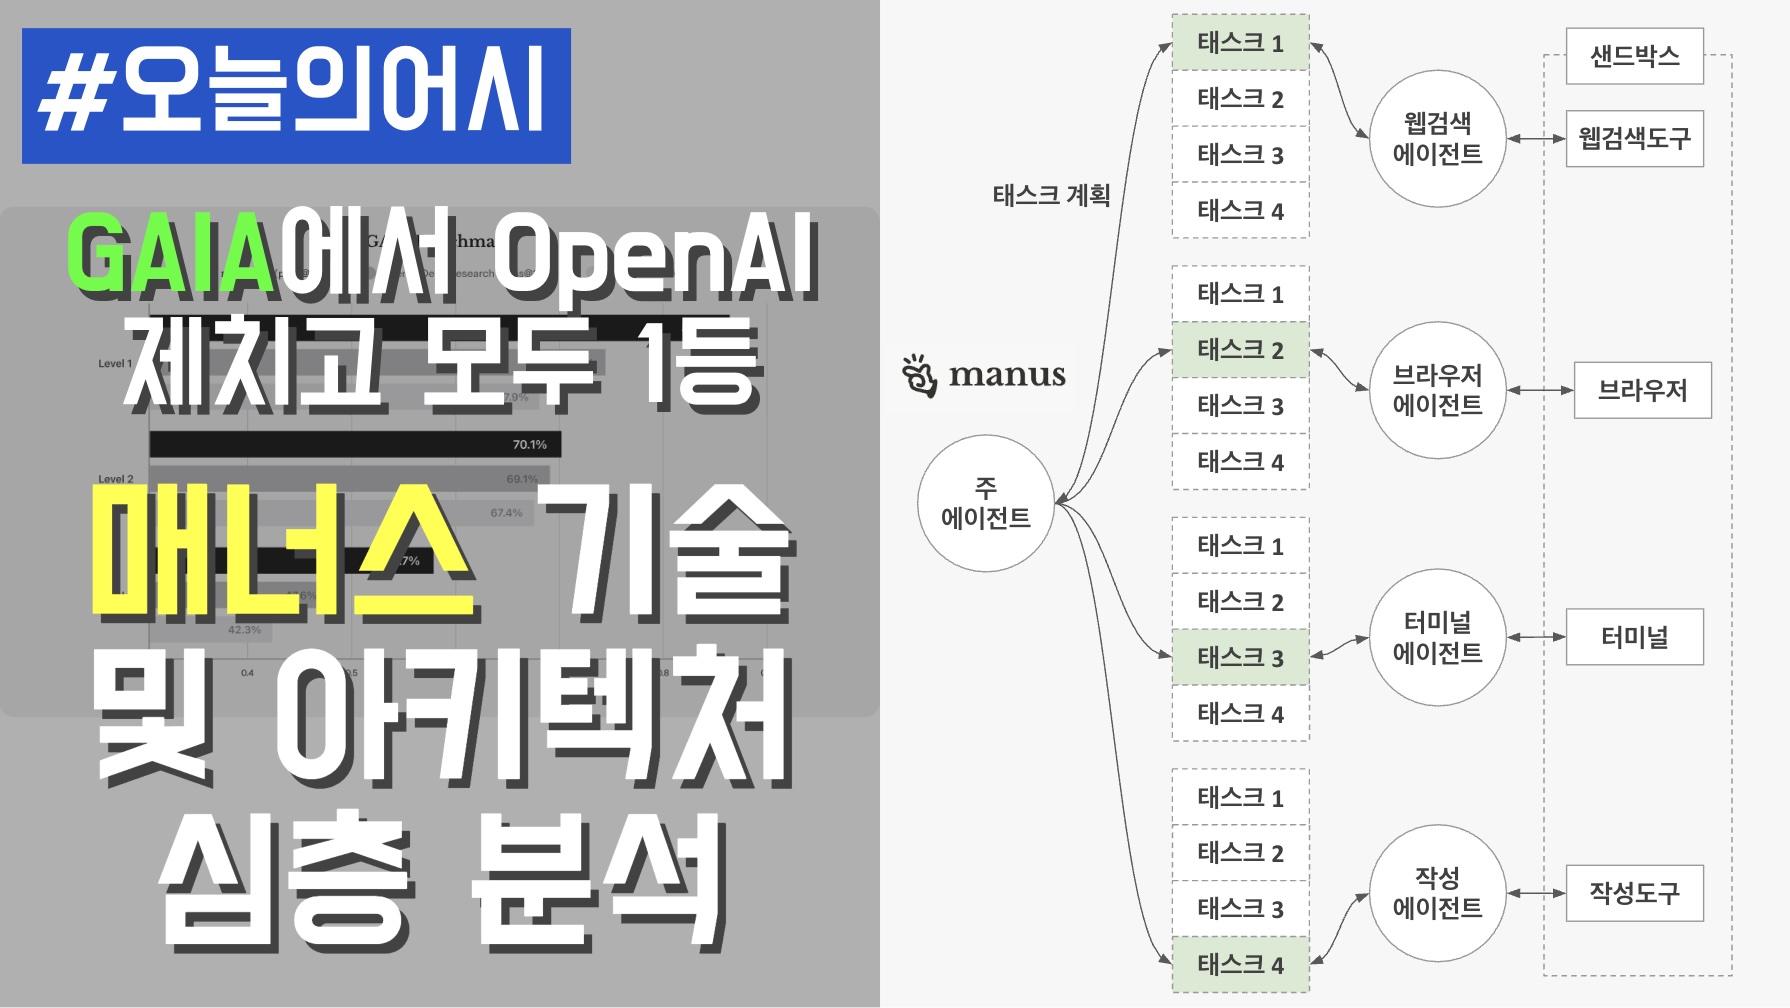 #오늘의어시
GAIA에서 OpenAI
제치고 모두 1등
매너스 기술
및 아키텍처
심층 분석
Level 1
70.1%
Level 2
69.1%
67.4%
42.3%
0.4
manus
주
에이전트
태스크 계획
태스크 1
태스크 2
태스크 3
태스크 4
태스크 1
태스크 2
태스크 3
태스크 4
태스크 1
태스크 2
태스크 3
태스크 4
태스크 1
태스크 2
태스크 3
태스크 4
웹검색
에이전트
브라우저
에이전트
터미널
에이전트
작성
에이전트
샌드박스
웹검색도구
브라우저
터미널
작성도구